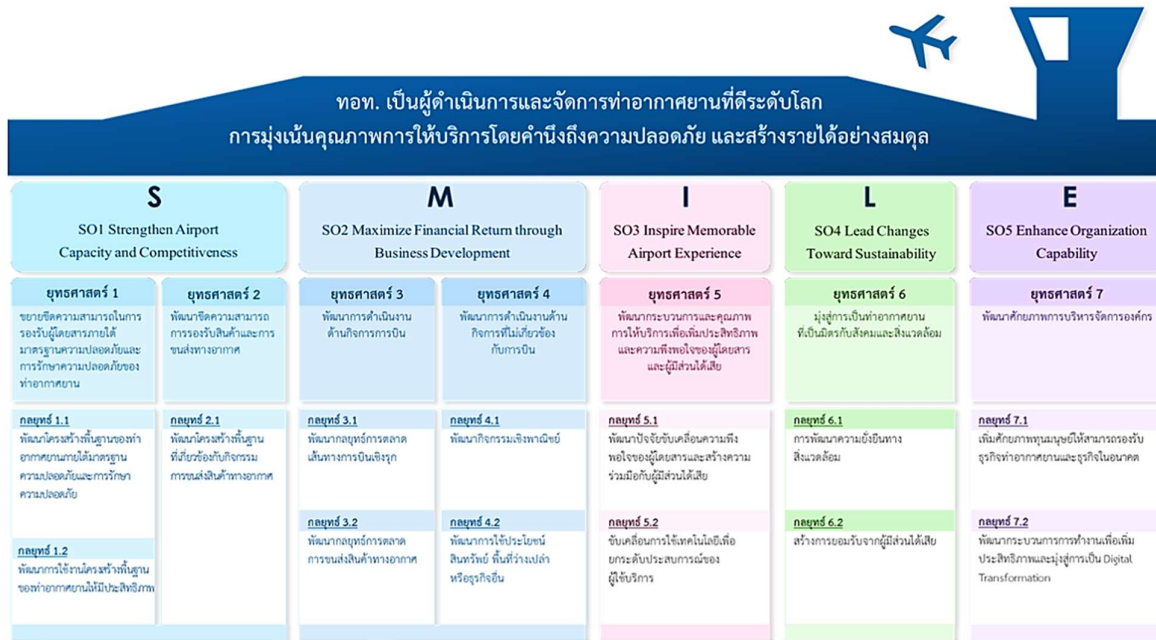 ทอท. เป็นผู้ดำเนินการและจัดการท่าอากาศยานที่ดีระดับโลก
การมุ่งเน้นคุณภาพการให้บริการโดยคำนึงถึงความปลอดภัย และสร้างรายได้อย่างสมดุล
S
SO1 Strengthen Airport
Capacity and Competitiveness
M
SO2 Maximize Financial Return through
Business Development
I
SO3 Inspire Memorable
Airport Experience
L
SO4 Lead Changes
Toward Sustainability
E
SO5 Enhance Organization
Capability
ยุทธศาสตร์ 1
ขยายขีดความสามารถในการ
รองรับผู้โดยสารภายใต้
มาตรฐานความปลอดภัยและ
การรักษาความปลอดภัยของ
ท่าอากาศยาน
ยุทธศาสตร์ 2
พัฒนาขีดความสามารถ
การรองรับสินค้าและการ
ขนส่งทางอากาศ
ยุทธศาสตร์ 3
พัฒนาการดำเนินงาน
ด้านกิจการการบิน
ยุทธศาสตร์ 4
พัฒนาการดำเนินงานด้าน
กิจการที่ไม่เกี่ยวข้อง
กับการบิน
ยุทธศาสตร์ 5
พัฒนากระบวนการและคุณภาพ
การให้บริการเพื่อเพิ่มประสิทธิภาพ
และความพึงพอใจของผู้โดยสาร
และผู้มีส่วนได้เสีย
ยุทธศาสตร์ 6
มุ่งสู่การเป็นท่าอากาศยาน
ที่เป็นมิตรกับสังคมและสิ่งแวดล้อม
ยุทธศาสตร์ 7
พัฒนาศักยภาพการบริหารจัดการองค์กร
กลยุทธ์ 1.1
พัฒนาโครงสร้างพื้นฐานของท่า
อากาศยานภายใต้มาตรฐาน
ความปลอดภัยและการรักษา
ความปลอดภัย
กลยุทธ์ 1.2
พัฒนาการใช้งานโครงสร้างพื้นฐาน
ของท่าอากาศยานให้มีประสิทธิภาพ
กลยุทธ์ 2.1
พัฒนาโครงสร้างพื้นฐาน
ที่เกี่ยวข้องกับกิจกรรม
การขนส่งสินค้าทางอากาศ
กลยุทธ์ 3.1
พัฒนากลยุทธ์การตลาด
เส้นทางการบินเชิงรุก
กลยุทธ์ 3.2
พัฒนากลยุทธ์การตลาด
การขนส่งสินค้าทางอากาศ
กลยุทธ์ 4.1
พัฒนากิจกรรมเชิงพาณิชย์
กลยุทธ์ 4.2
พัฒนาการใช้ประโยชน์
สินทรัพย์ พื้นที่ว่างเปล่า
หรือธุรกิจอื่น
กลยุทธ์ 5.1
พัฒนาปัจจัยขับเคลื่อนความพึง
พอใจของผู้โดยสารและสร้างความ
ร่วมมือกับผู้มีส่วนได้เสีย
กลยุทธ์ 5.2
ขับเคลื่อนการใช้เทคโนโลยีเพื่อ
ยกระดับประสบการณ์ของ
ผู้ใช้บริการ
กลยุทธ์ 6.1
การพัฒนาความยั่งยืนทาง
สิ่งแวดล้อม
กลยุทธ์ 6.2
สร้างการยอมรับจากผู้มีส่วนได้เสีย
กลยุทธ์ 7.1
เพิ่มศักยภาพทุนมนุษย์ให้สามารถรองรับ
ธุรกิจท่าอากาศยานและธุรกิจในอนาคต
กลยุทธ์ 7.2
พัฒนากระบวนการการทำงานเพื่อเพิ่ม
ประสิทธิภาพและมุ่งสู่การเป็น Digital
Transformation